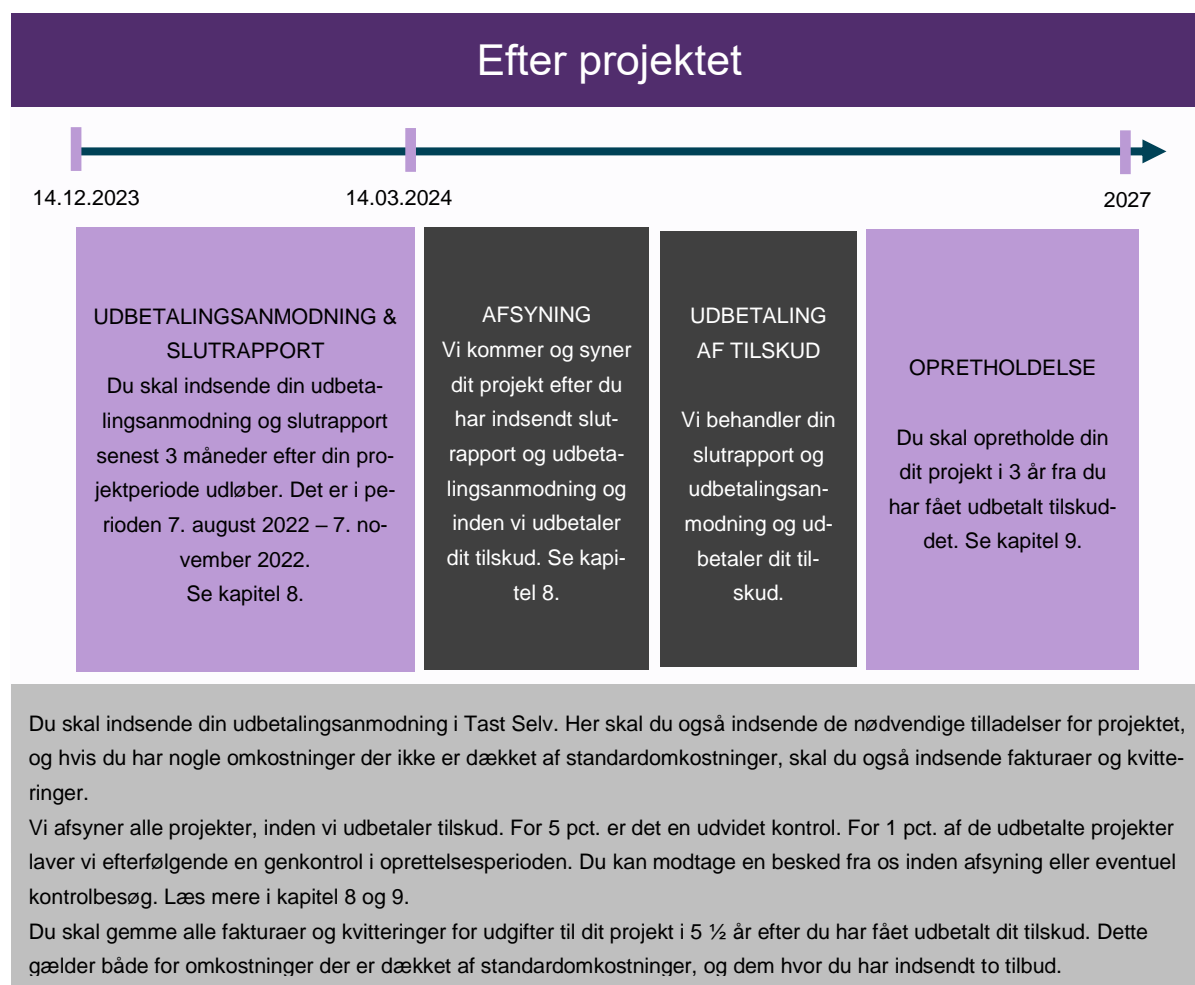 Efter projektet
14.12.2023
14.03.2024
2027
UDBETALINGSANMODNING &
SLUTRAPPORT
Du skal indsende din udbeta-
lingsanmodning og slutrapport
senest 3 måneder efter din pro-
jektperiode udløber. Det er i pe-
rioden 7. august 2022 – 7. no-
vember 2022.
Se kapitel 8.
AFSYNING
Vi kommer og syner
dit projekt efter du
har indsendt slut-
rapport og udbeta-
lingsanmodning og
inden vi udbetaler
dit tilskud. Se kapi-
tel 8.
UDBETALING
AF TILSKUD
Vi behandler din
slutrapport og
udbetalingsan-
modning og ud-
betaler dit til-
skud.
OPRETHOLDELSE
Du skal opretholde din
dit projekt i 3 år fra du
har fået udbetalt tilskud-
det. Se kapitel 9.
Du skal indsende din udbetalingsanmodning i Tast Selv. Her skal du også indsende de nødvendige tilladelser for projektet,
og hvis du har nogle omkostninger der ikke er dækket af standardomkostninger, skal du også indsende fakturaer og kvitte-
ringer.
Vi afsyner alle projekter, inden vi udbetaler tilskud. For 5 pct. er det en udvidet kontrol. For 1 pct. af de udbetalte projekter
laver vi efterfølgende en genkontrol i oprettelsesperioden. Du kan modtage en besked fra os inden afsyning eller eventuel
kontrolbesøg. Læs mere i kapitel 8 og 9.
Du skal gemme alle fakturaer og kvitteringer for udgifter til dit projekt i 5 ½ år efter du har fået udbetalt dit tilskud. Dette
gælder både for omkostninger der er dækket af standardomkostninger, og dem hvor du har indsendt to tilbud.